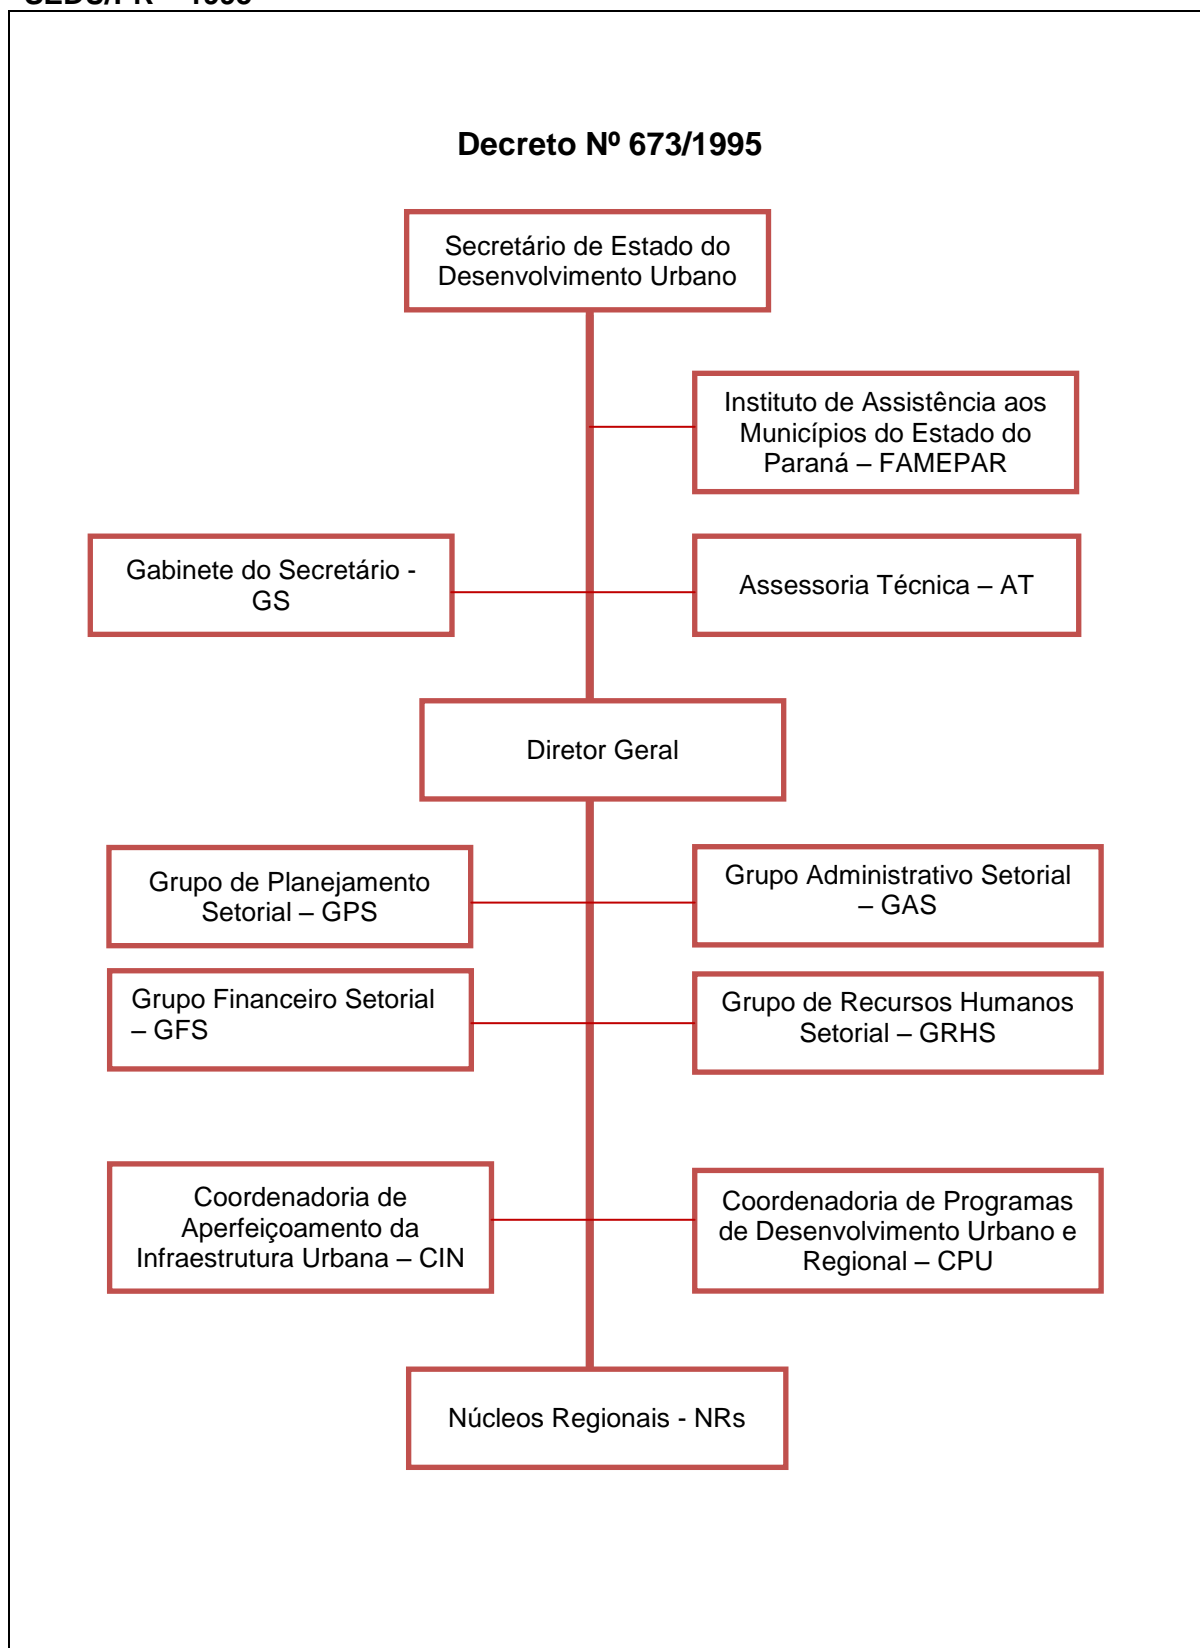 Decreto Nº 673/1995
Secretário de Estado do
Desenvolvimento Urbano
Instituto de Assistência aos
Municípios do Estado do
Paraná – FAMEPAR
Gabinete do Secretário -
GS
Assessoria Técnica – AT
Diretor Geral
Grupo de Planejamento
Setorial – GPS
Grupo Administrativo Setorial
– GAS
Grupo Financeiro Setorial
– GFS
Grupo de Recursos Humanos
Setorial – GRHS
Coordenadoria de
Aperfeiçoamento da
Infraestrutura Urbana – CIN
Coordenadoria de Programas
de Desenvolvimento Urbano e
Regional – CPU
Núcleos Regionais - NRs